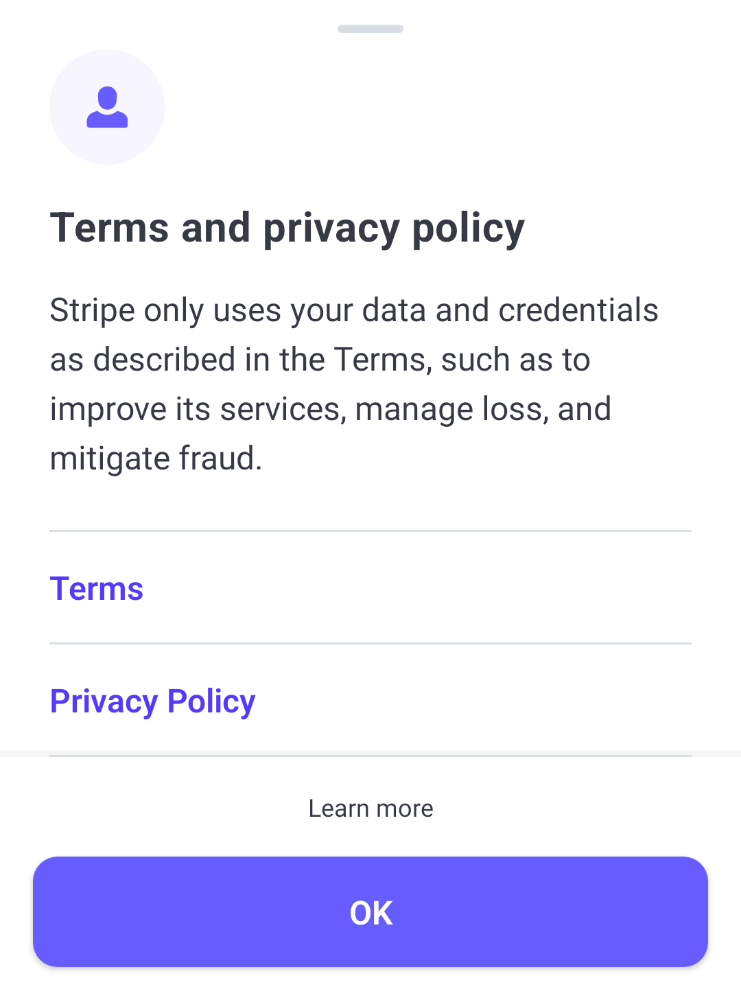 Terms and privacy policy
Stripe only uses your data and credentials
as described in the Terms, such as to
improve its services, manage loss, and
mitigate fraud.
Terms
Privacy Policy
Learn more
OK